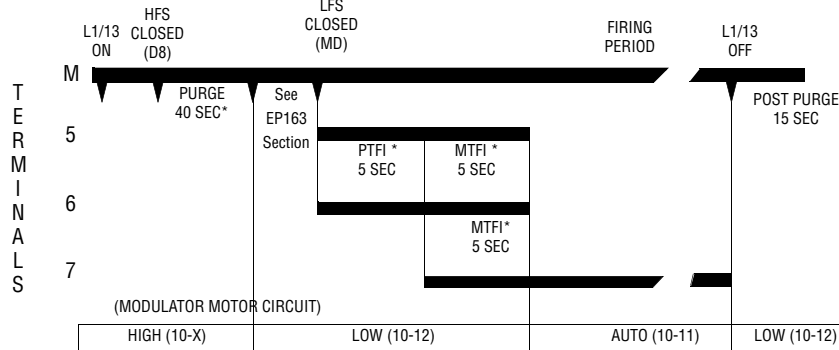 HFS
CLOSED
(D8)
LFS
CLOSED
(MD)
L1/13
ON
FIRING
PERIOD
L1/13
OFF
TERMINALS
M
PURGE
40 SEC*
See
EP163
Section
POST PURGE
15 SEC
5
PTFI *
5 SEC
MTFI *
5 SEC
6
MTFI*
5 SEC
7
(MODULATOR MOTOR CIRCUIT)
HIGH (10-X)
LOW (10-12)
AUTO (10-11)
LOW (10-12)